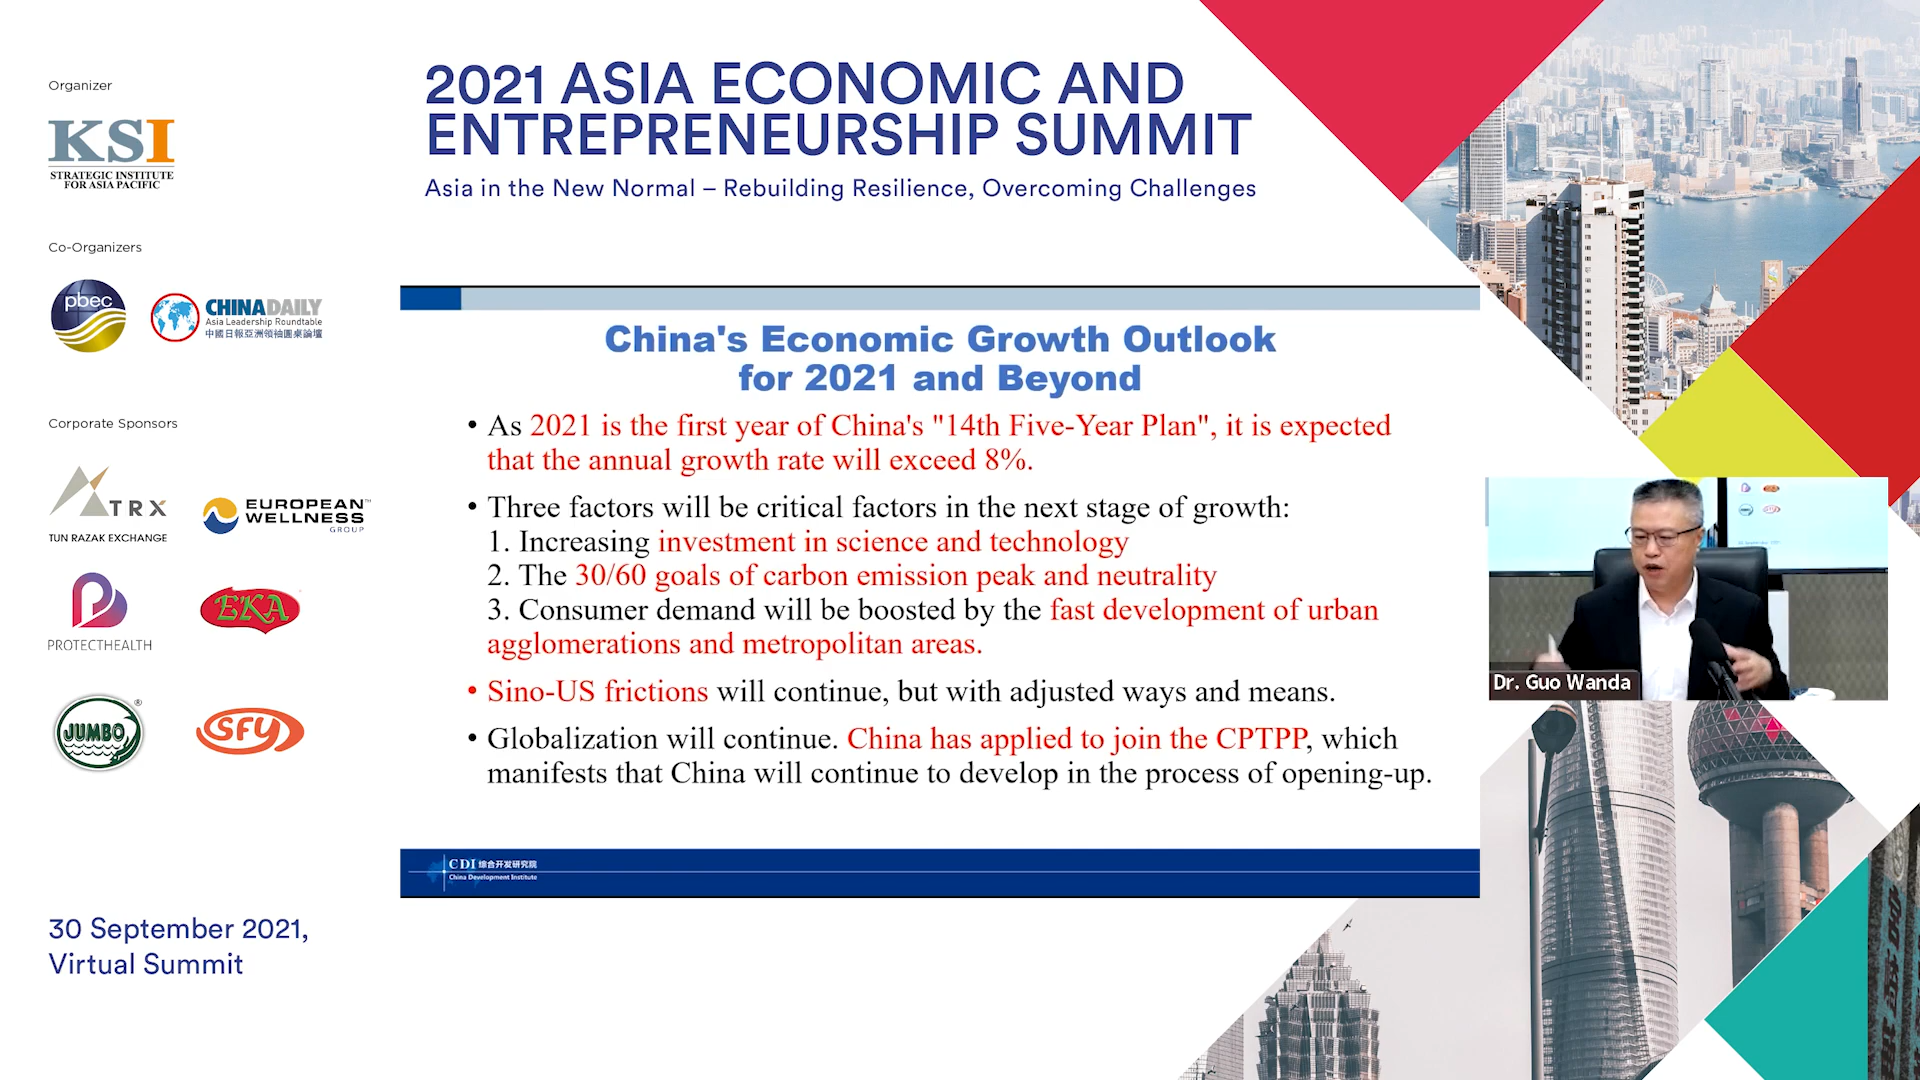 Organizer
KSI
STRATEGIC INSTITUTE
FOR ASIA PACIFIC
Co-Organizers
pbec
CHINADAILY
Asia Leadership Roundtable
中國日報亞洲領袖圓桌論壇
Corporate Sponsors
TRX
TUN RAZAK EXCHANGE
EUROPEAN™
WELLNESS
GROUP
PROTECTHEALTH
EKA
JUMBO®
SFY
30 September 2021,
Virtual Summit
2021 ASIA ECONOMIC AND
ENTREPRENEURSHIP SUMMIT
Asia in the New Normal – Rebuilding Resilience, Overcoming Challenges
China's Economic Growth Outlook
for 2021 and Beyond
• As 2021 is the first year of China's "14th Five-Year Plan", it is expected
that the annual growth rate will exceed 8%.
• Three factors will be critical factors in the next stage of growth:
1. Increasing investment in science and technology
2. The 30/60 goals of carbon emission peak and neutrality
3. Consumer demand will be boosted by the fast development of urban
agglomerations and metropolitan areas.
• Sino-US frictions will continue, but with adjusted ways and means.
• Globalization will continue. China has applied to join the CPTPP, which
manifests that China will continue to develop in the process of opening-up.
CDI 综合开发研究院
China Development Institute
Dr. Guo Wanda